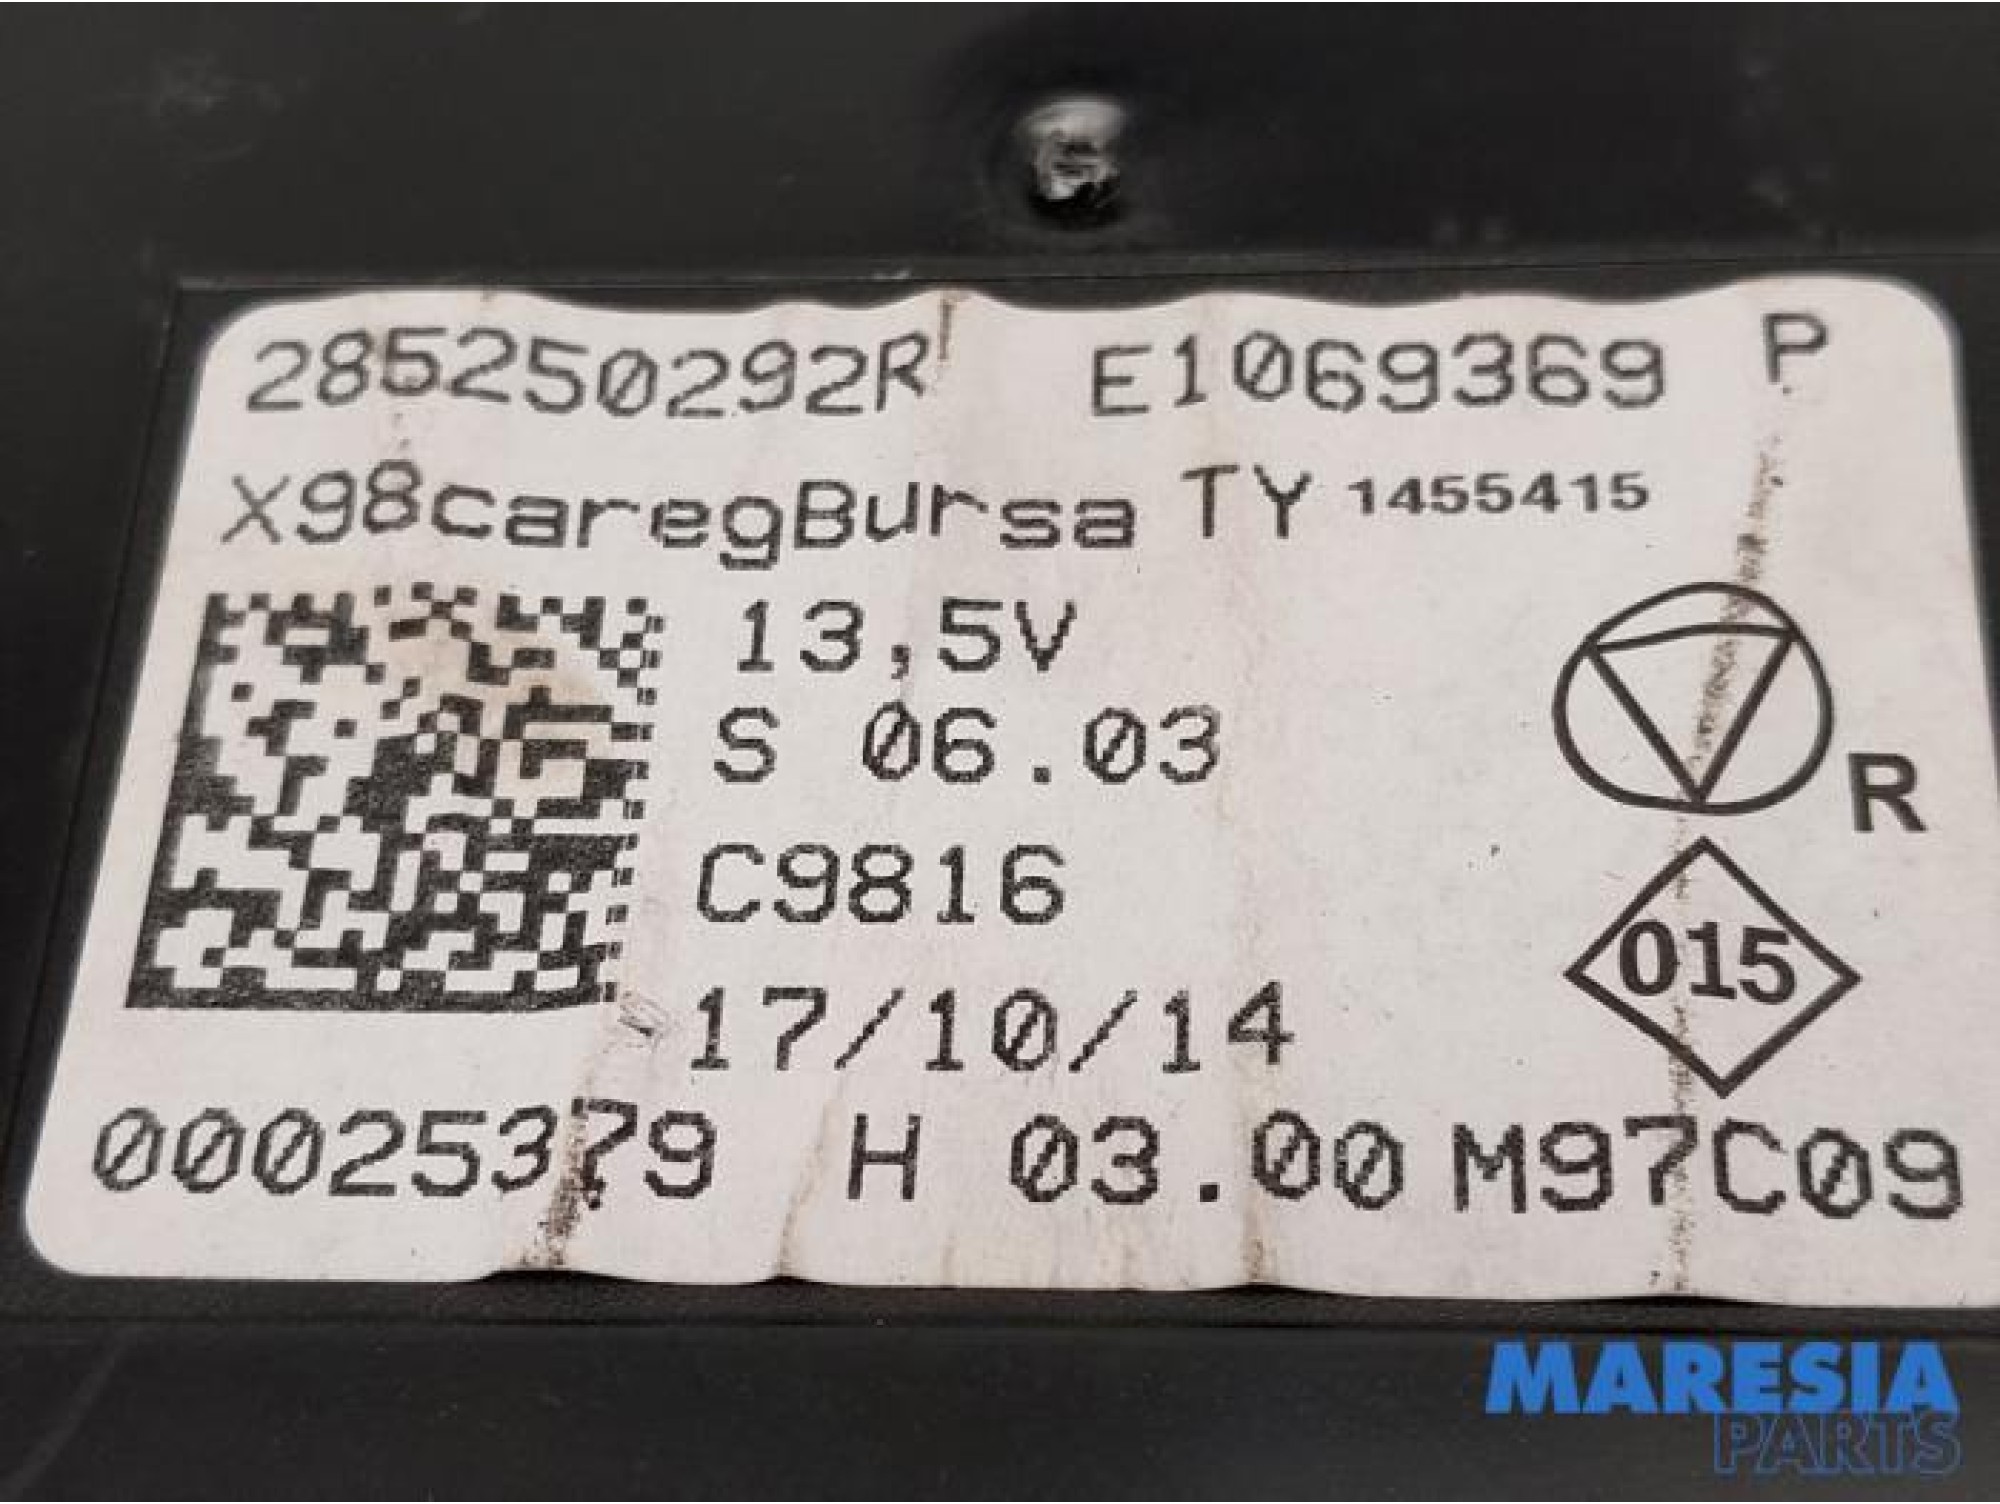 285250292R E1069369 P
X98caregBursa TY 1455415
13,5V
S 06.03
R
C9816
015
17/10/14
00025379 H 03.00 M97C09
MARESIA
PARTS